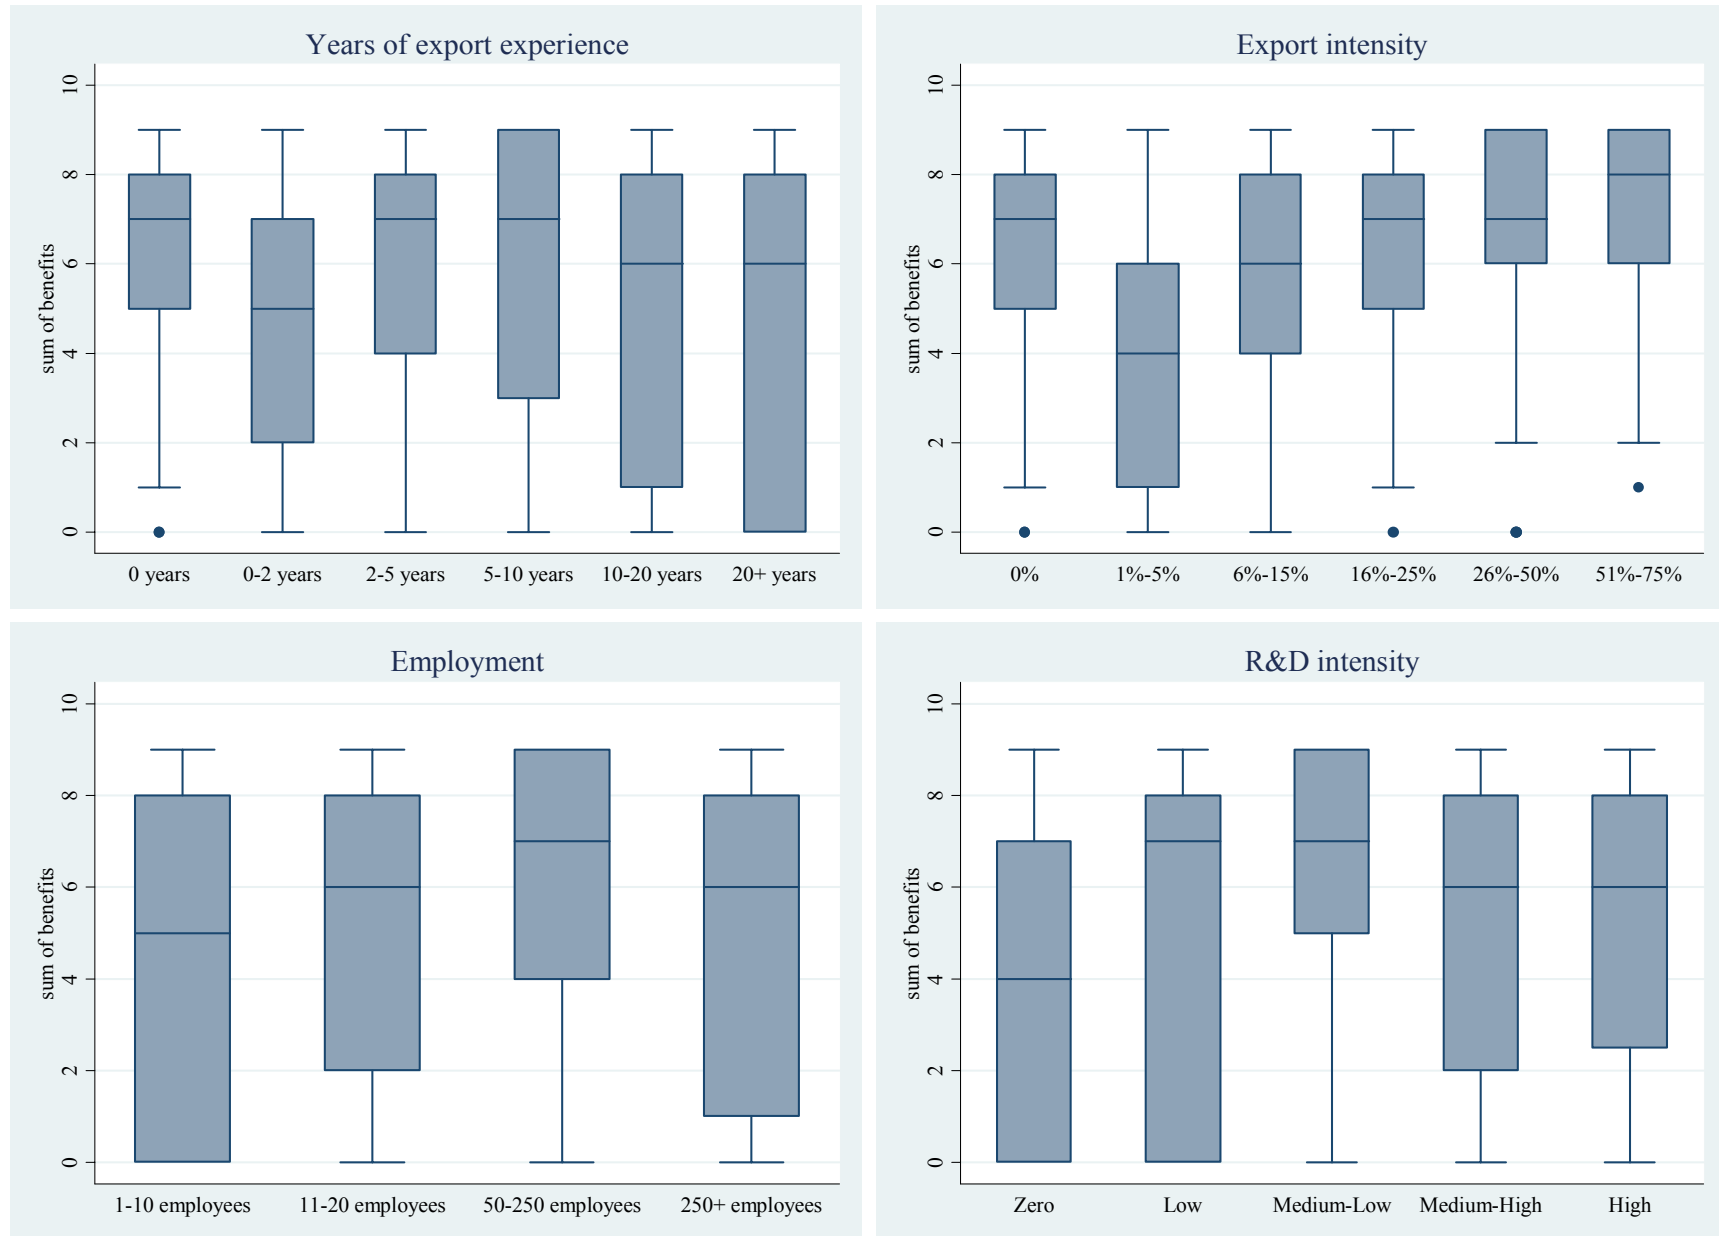 Years of export experience
sum of benefits
10
8
6
4
2
0
0 years 0-2 years 2-5 years 5-10 years 10-20 years 20+ years
Export intensity
sum of benefits
10
8
6
4
2
0
0% 1%-5% 6%-15% 16%-25% 26%-50% 51%-75%
Employment
sum of benefits
10
8
6
4
2
0
1-10 employees 11-20 employees 50-250 employees 250+ employees
R&D intensity
sum of benefits
10
8
6
4
2
0
Zero Low Medium-Low Medium-High High